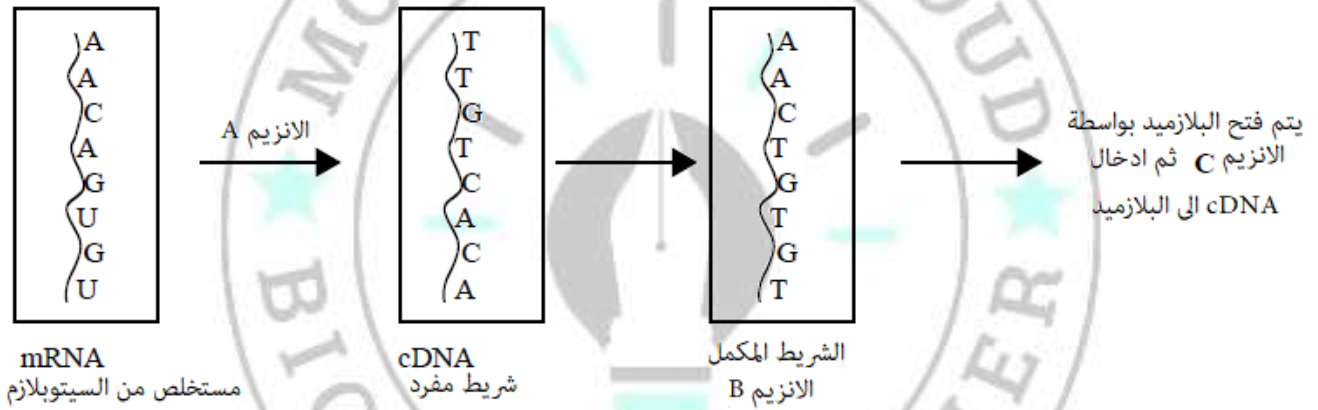 A
A
C
A
G
U
G
U
mRNA
مستخلص من السيتوبلازم
الانزيم A
T
T
G
T
C
A
C
A
cDNA
شريط مفرد
A
A
C
T
G
T
G
T
الشريط المكمل
الانزيم B
يتم فتح البلازميد بواسطة
الانزيم C ثم ادخال
cDNA الى البلازميد